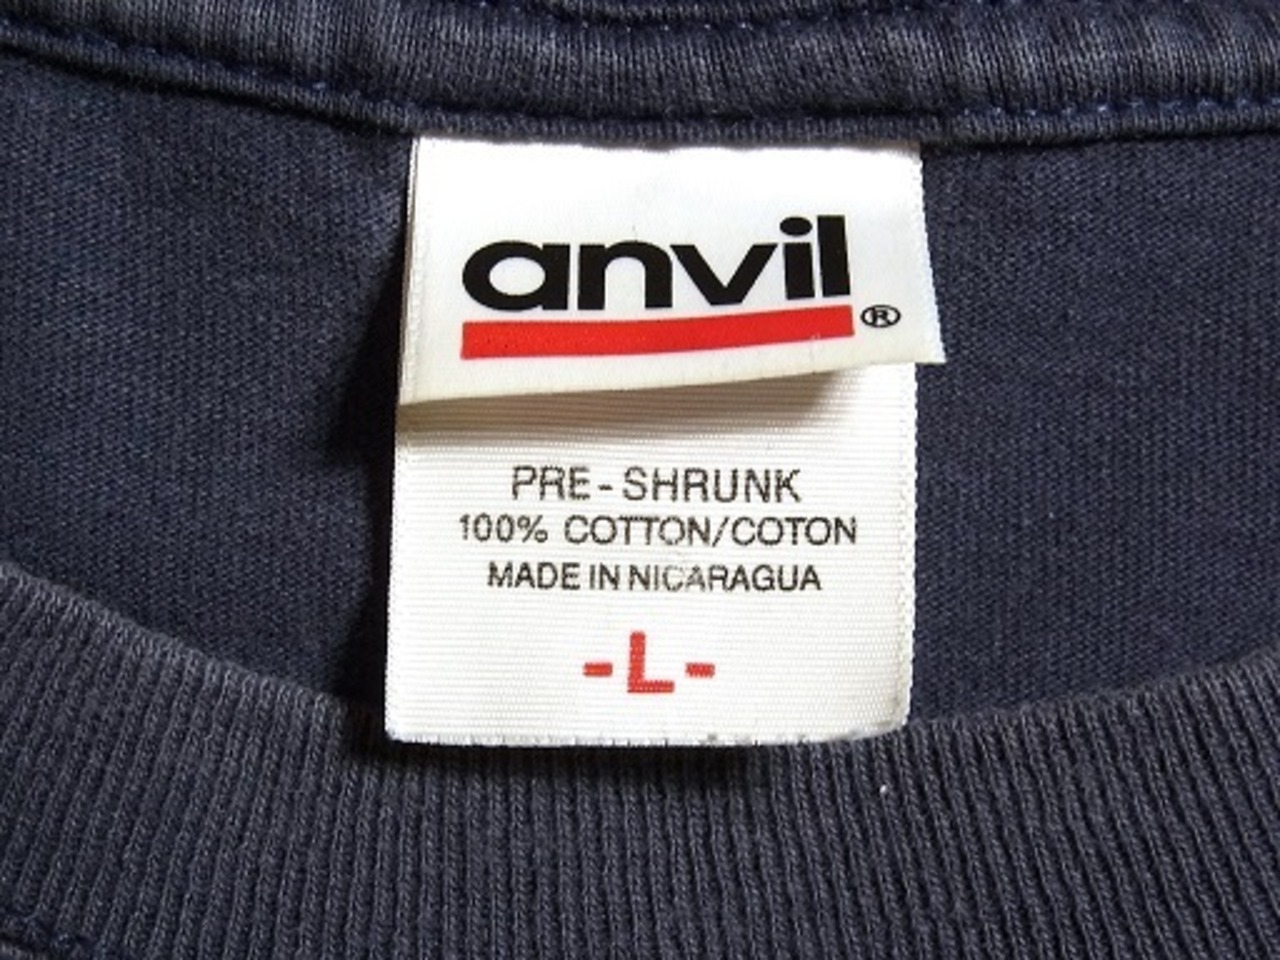 anvil®
PRE-SHRUNK
100% COTTON/COTON
MADE IN NICARAGUA
-L-